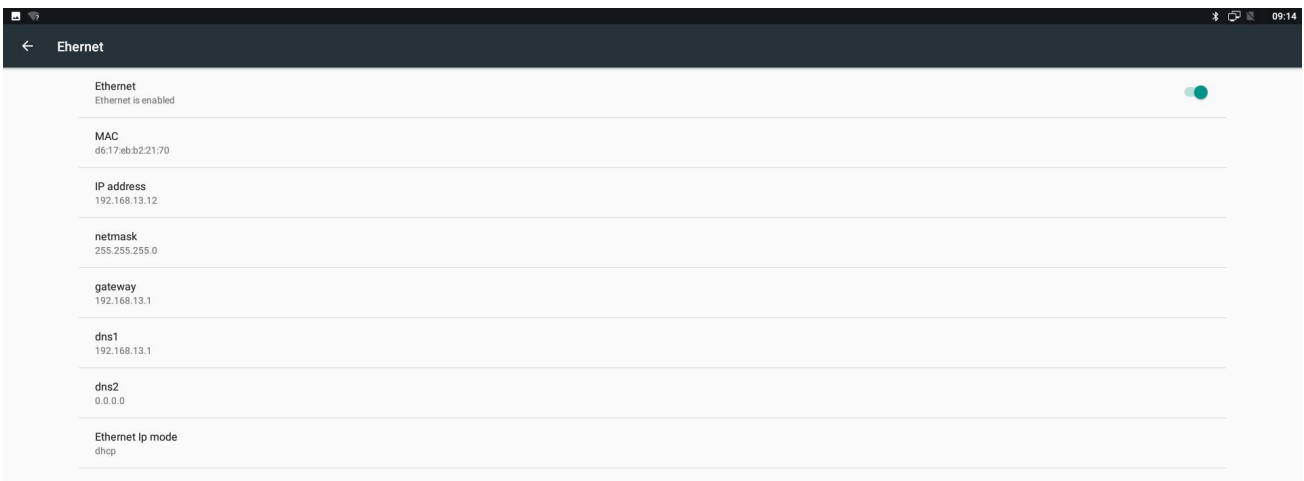 09:14
Ehernet
Ethernet
Ethernet is enabled
MAC
d6:17:eb:b2:21:70
IP address
192.168.13.12
netmask
255.255.255.0
gateway
192.168.13.1
dns1
192.168.13.1
dns2
0.0.0.0
Ethernet Ip mode
dhcp